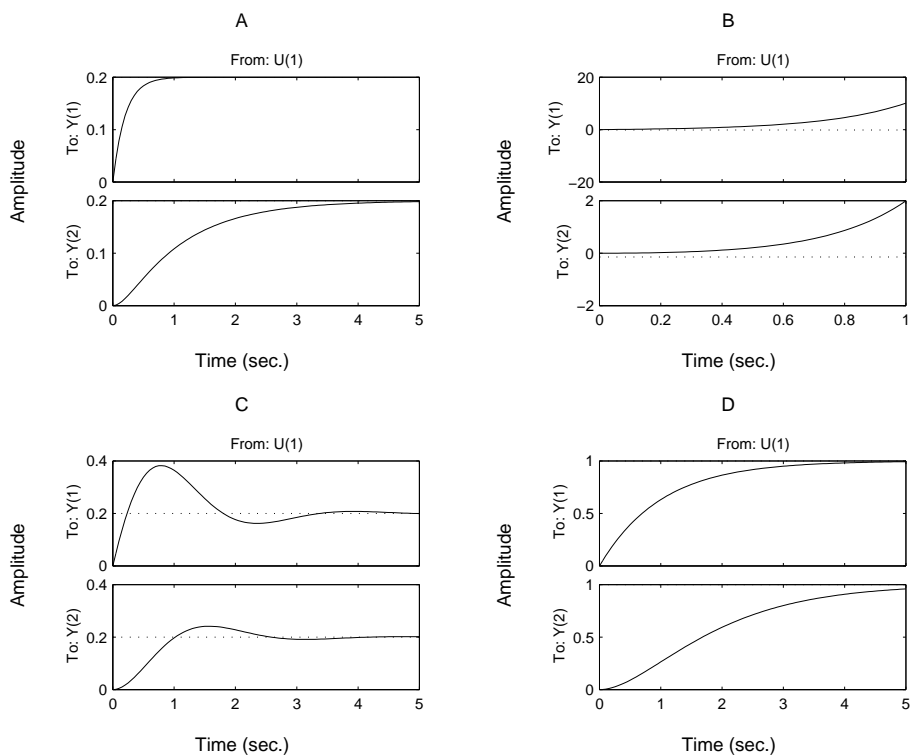 A
From: U(1)
0.2
0.1
0
To: Y(1)
0.2
0.1
0
To: Y(2)
Amplitude
0 1 2 3 4 5
Time (sec.)
B
From: U(1)
20
0
−20
To: Y(1)
2
0
−2
To: Y(2)
Amplitude
0 0.2 0.4 0.6 0.8 1
Time (sec.)
C
From: U(1)
0.4
0.2
0
To: Y(1)
0.4
0.2
0
To: Y(2)
Amplitude
0 1 2 3 4 5
Time (sec.)
D
From: U(1)
1
0.5
0
To: Y(1)
1
0.5
0
To: Y(2)
Amplitude
0 1 2 3 4 5
Time (sec.)